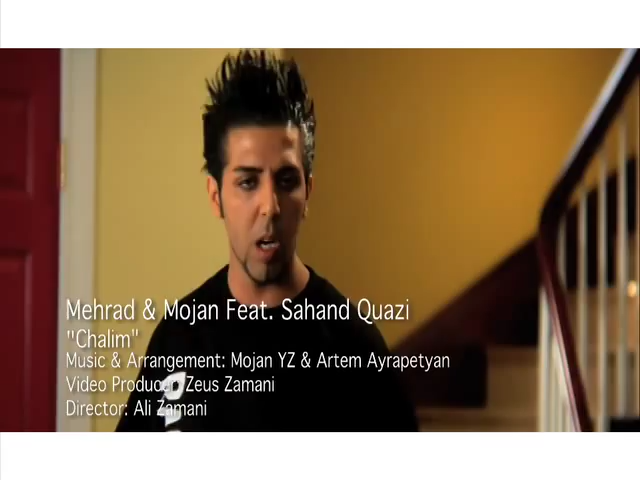 Mehrad & Mojan Feat. Sahand Quazi
"Chalim"
Music & Arrangement: Mojan YZ & Artem Ayrapetyan
Video Producer: Zeus Zamani
Director: Ali Zamani